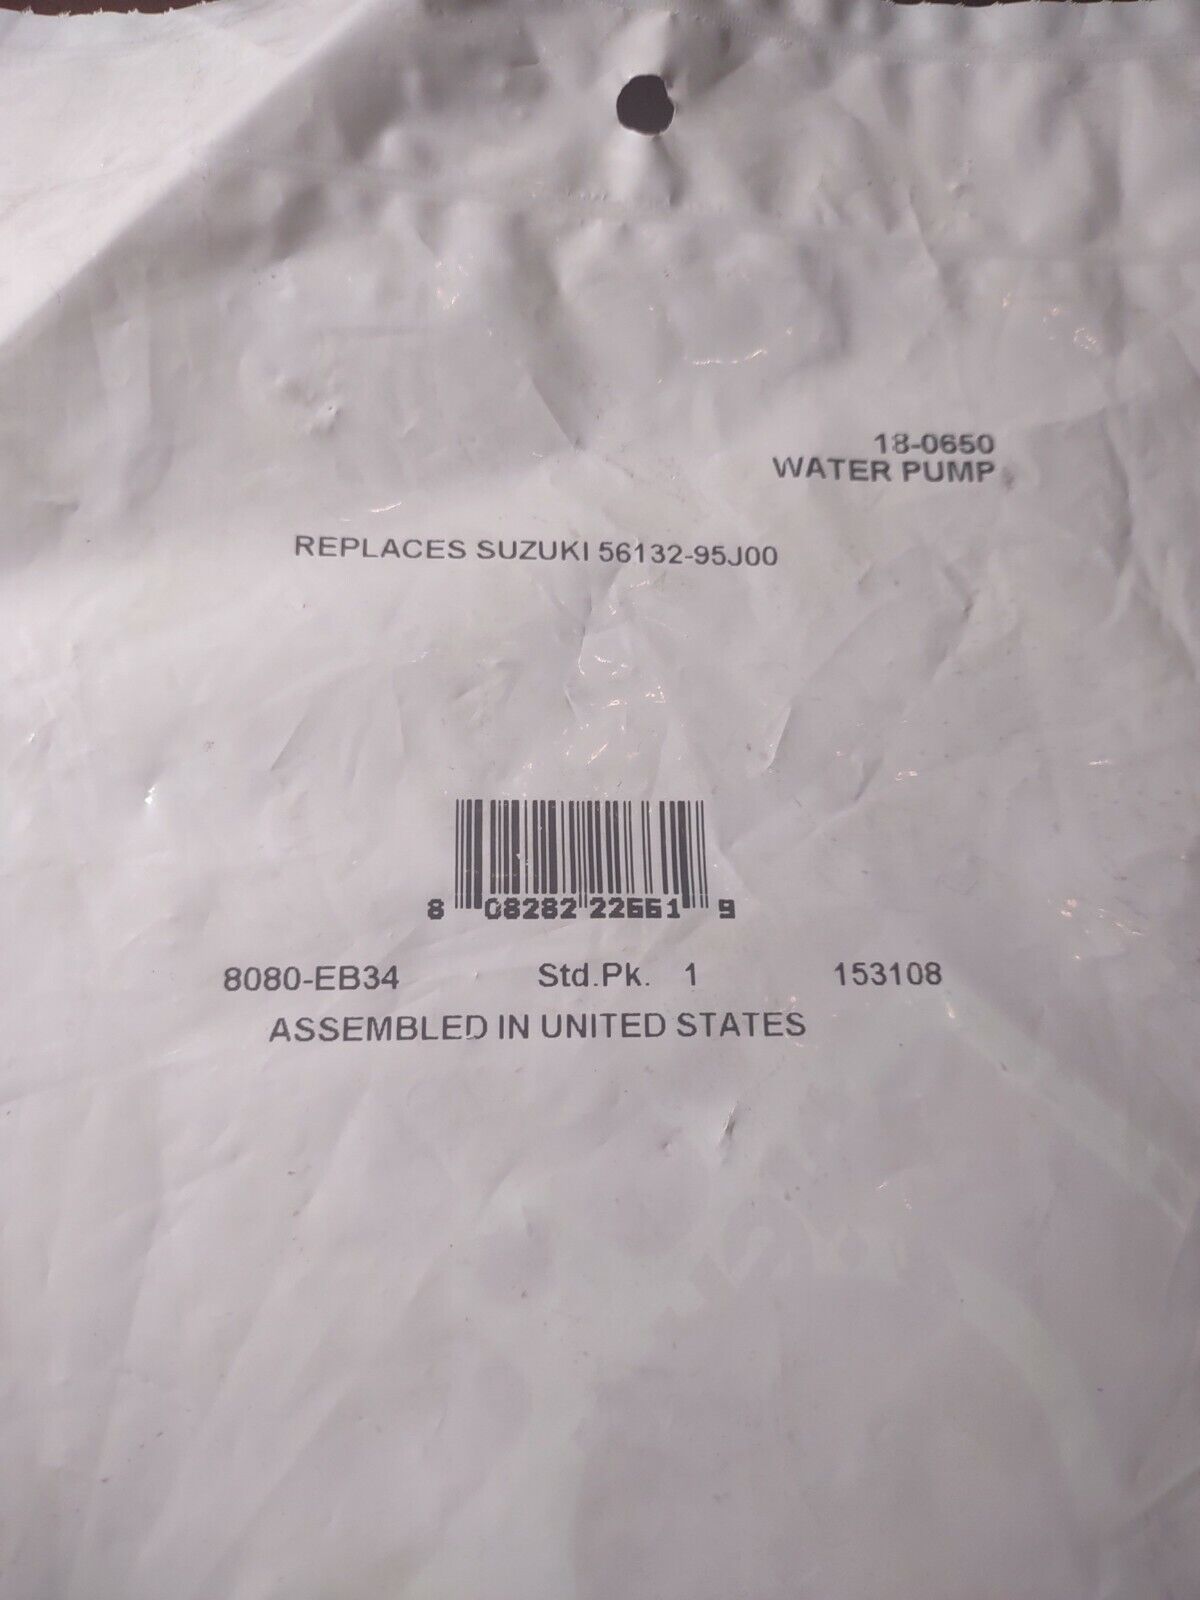 18-0650
WATER PUMP
REPLACES SUZUKI 56132-95J00
8 08282 22661 9
8080-EB34 Std.Pk. 1 153108
ASSEMBLED IN UNITED STATES